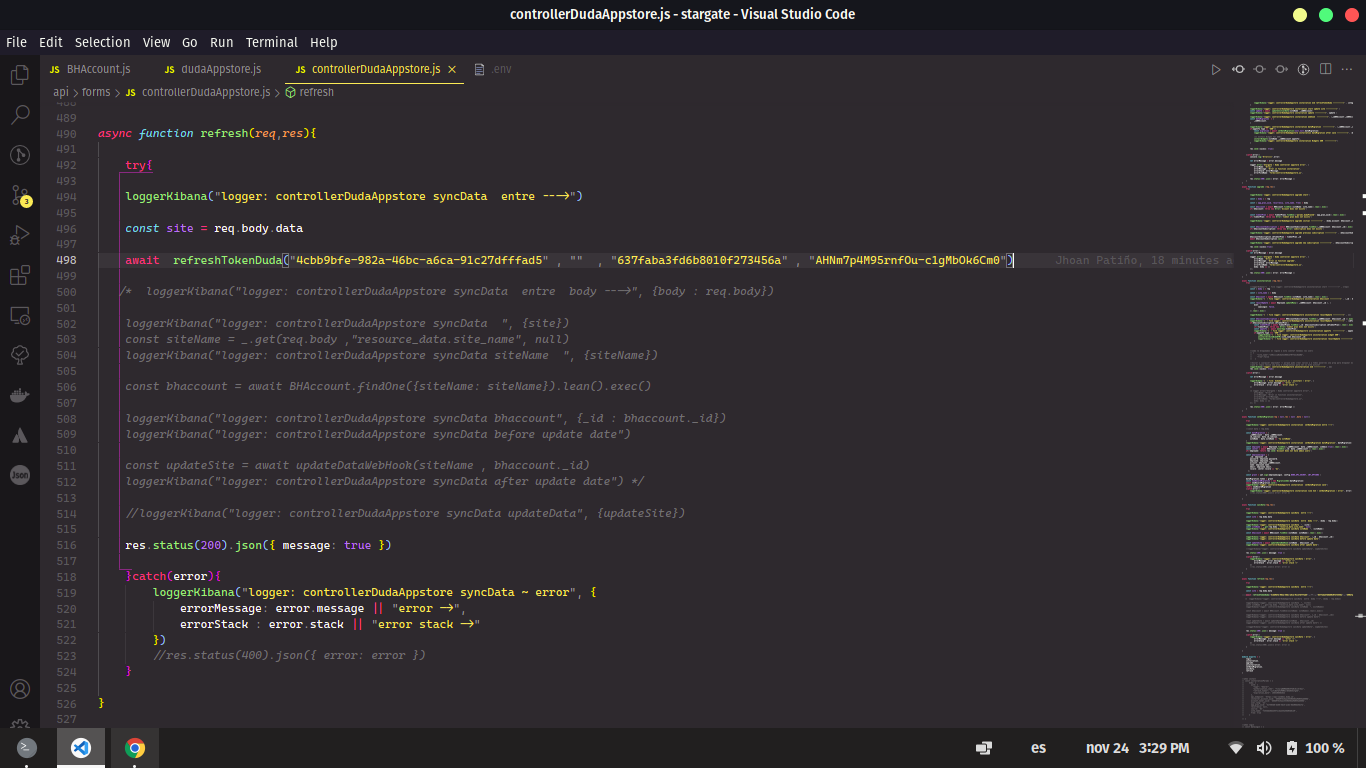 controllerDudaAppstore.js - stargate - Visual Studio Code
File Edit Selection View Go Run Terminal Help
JS BHAccount.js JS dudaAppstore.js JS controllerDudaAppstore.js × .env
api > forms > JS controllerDudaAppstore.js > refresh
489
490 async function refresh(req,res){
491
492 try{
493
494 loggerKibana("logger: controllerDudaAppstore syncData  entre --->")
495
496 const site = req.body.data
497
498 await  refreshTokenDuda("4cbb9bfe-982a-46bc-a6ca-91c27dfffad5" , ""  , "637faba3fd6b8010f273456a" , "AHNm7p4M95rnfOu-c1gMbOk6Cm0") Jhoan Patiño, 18 minutes a
499
500 /*  loggerKibana("logger: controllerDudaAppstore syncData  entre  body --->", {body : req.body})
501
502 loggerKibana("logger: controllerDudaAppstore syncData  ", {site})
503 const siteName = _.get(req.body ,"resource_data.site_name", null)
504 loggerKibana("logger: controllerDudaAppstore syncData siteName  ", {siteName})
505
506 const bhaccount = await BHAccount.findOne({siteName: siteName}).lean().exec()
507
508 loggerKibana("logger: controllerDudaAppstore syncData bhaccount", {_id : bhaccount._id})
509 loggerKibana("logger: controllerDudaAppstore syncData before update date")
510
511 const updateSite = await updateDataWebHook(siteName , bhaccount._id)
512 loggerKibana("logger: controllerDudaAppstore syncData after update date") */
513
514 //loggerKibana("logger: controllerDudaAppstore syncData updateData", {updateSite})
515
516 res.status(200).json({ message: true })
517
518 }catch(error){
519 loggerKibana("logger: controllerDudaAppstore syncData ~ error", {
520 errorMessage: error.message || "error ->",
521 errorStack : error.stack || "error stack ->"
522 })
523 //res.status(400).json({ error: error })
524 }
525
526 }
527
3
Json
es nov 24 3:29 PM 100 %